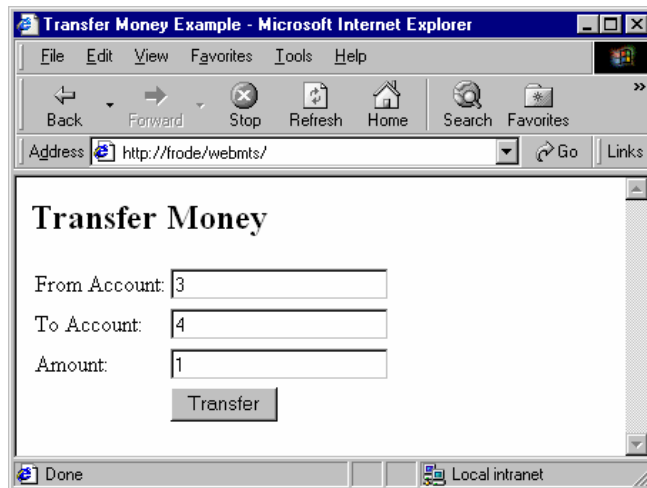 Transfer Money Example - Microsoft Internet Explorer
File Edit View Favorites Tools Help
Back Forward Stop Refresh Home Search Favorites »
Address http://frode/webmts/ Go Links
Transfer Money
From Account: 3
To Account: 4
Amount: 1
Transfer
Done Local intranet